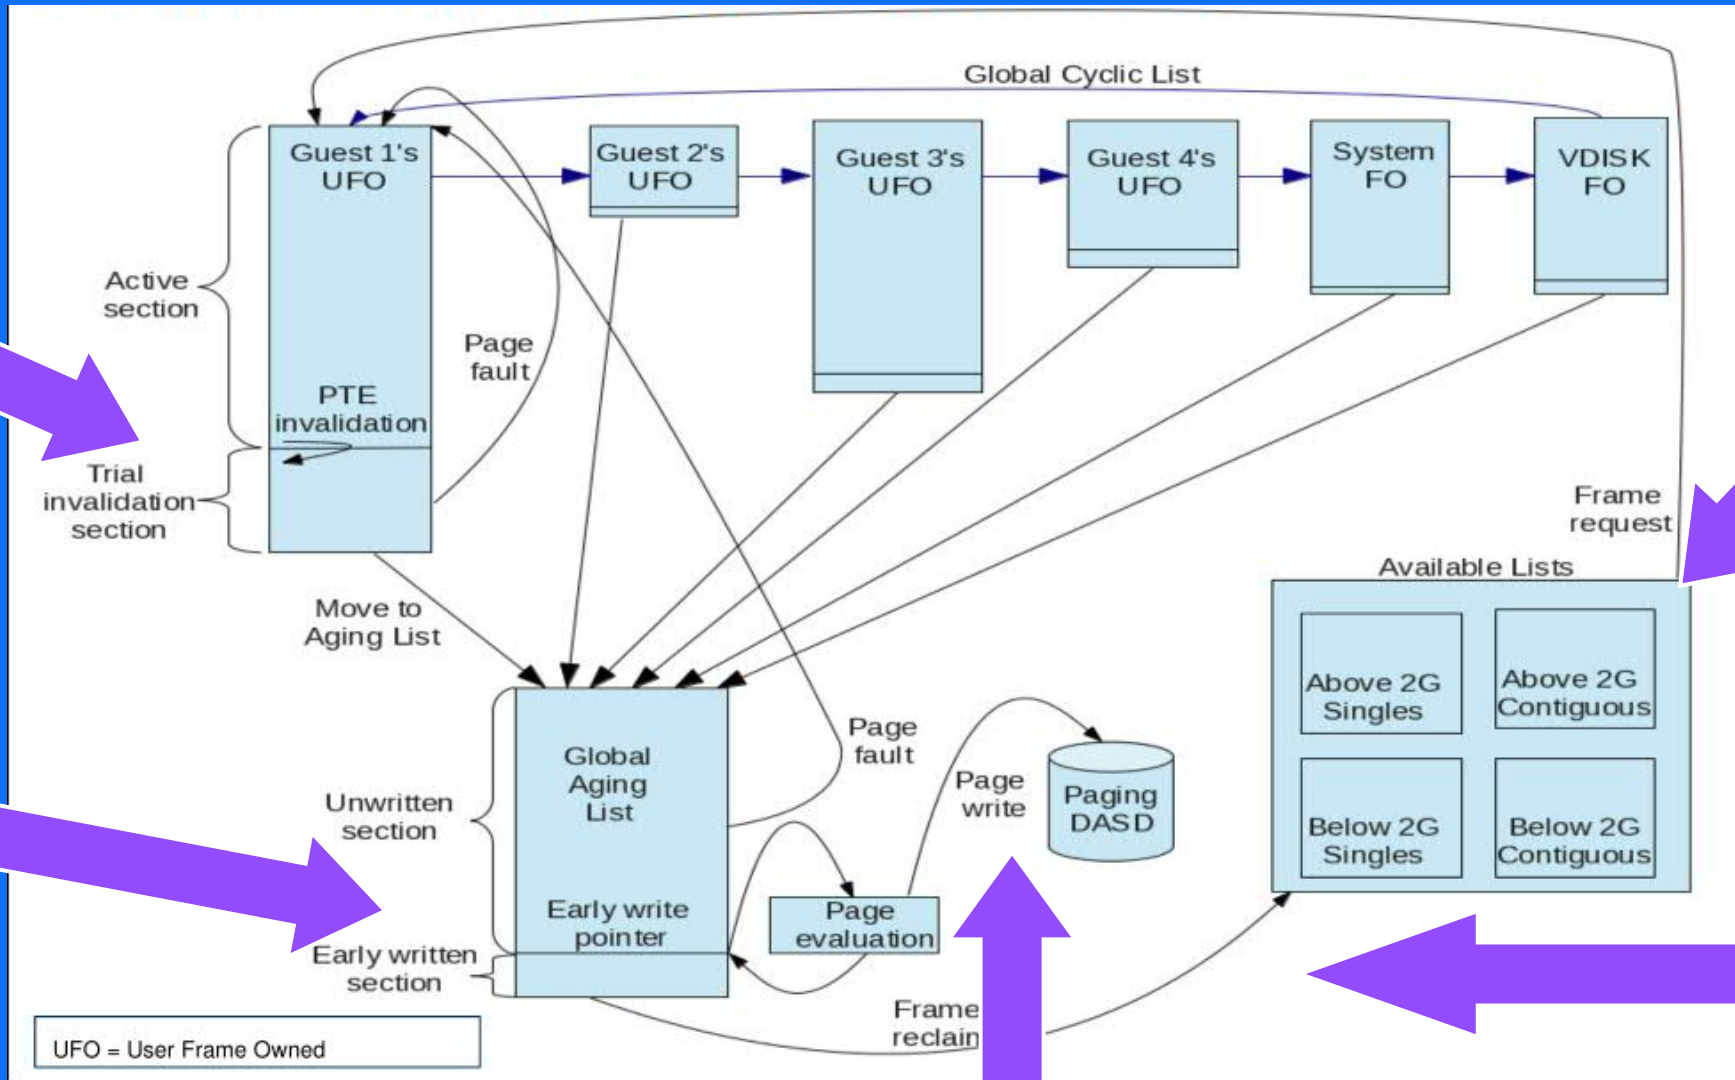 Global Cyclic List
Guest 1's
UFO
Guest 2's
UFO
Guest 3's
UFO
Guest 4's
UFO
System
FO
VDISK
FO
Active
section
Page
fault
PTE
invalidation
Trial
invalidation
section
Frame
request
Move to
Aging List
Available Lists
Above 2G
Singles
Above 2G
Contiguous
Below 2G
Singles
Below 2G
Contiguous
Global
Aging
List
Page
fault
Unwritten
section
Page
write
Paging
DASD
Early write
pointer
Page
evaluation
Early written
section
Frame
UFO = User Frame Owned